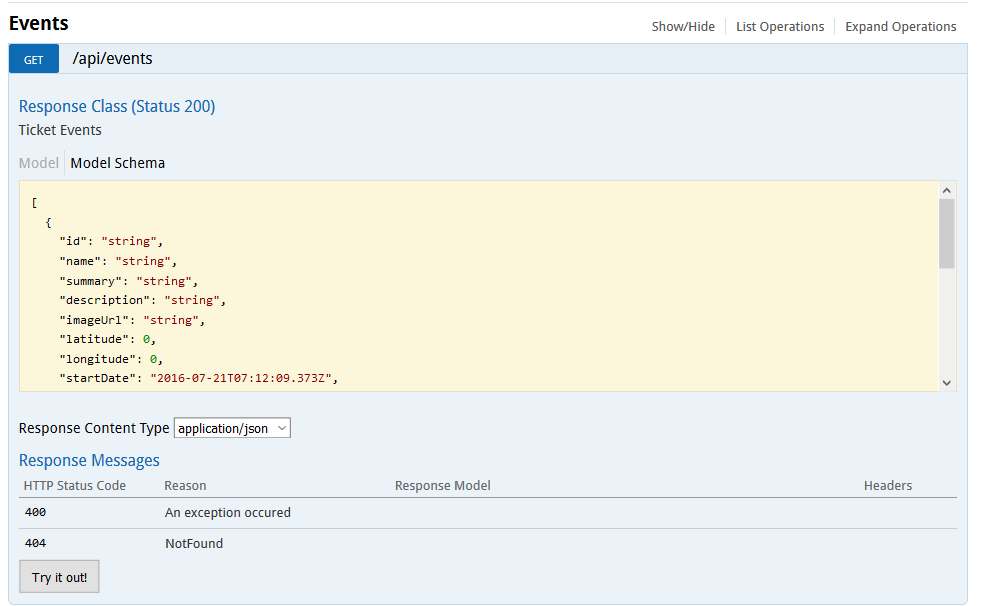 Events
Show/Hide List Operations Expand Operations
GET /api/events
Response Class (Status 200)
Ticket Events
Model Model Schema
[
{
"id": "string",
"name": "string",
"summary": "string",
"description": "string",
"imageUrl": "string",
"latitude": 0,
"longitude": 0,
"startDate": "2016-07-21T07:12:09.373Z",
Response Content Type application/json
Response Messages
HTTP Status Code Reason Response Model Headers
400 An exception occured
404 NotFound
Try it out!